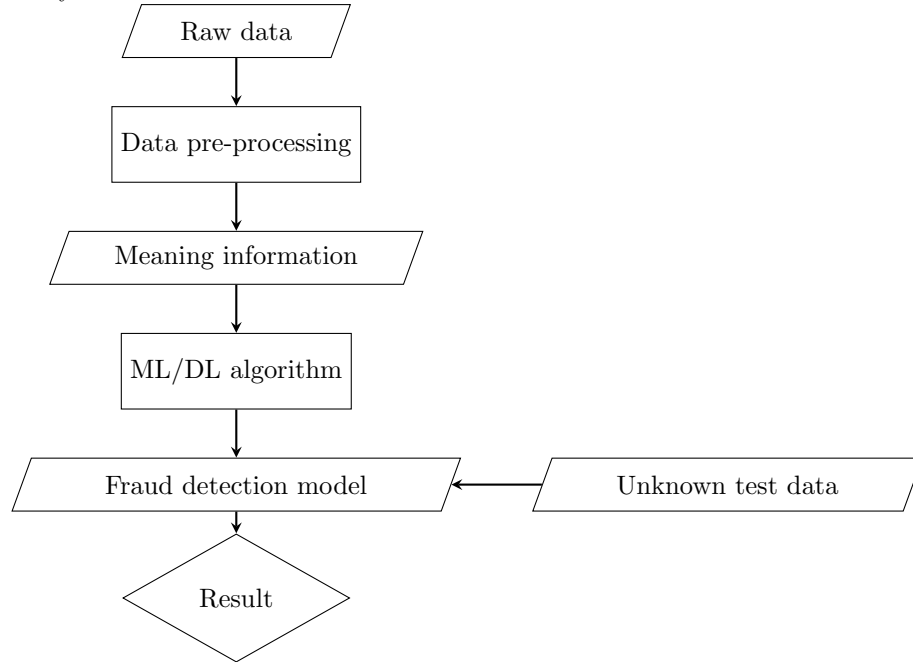 Raw data
Data pre-processing
Meaning information
ML/DL algorithm
Fraud detection model
Unknown test data
Result